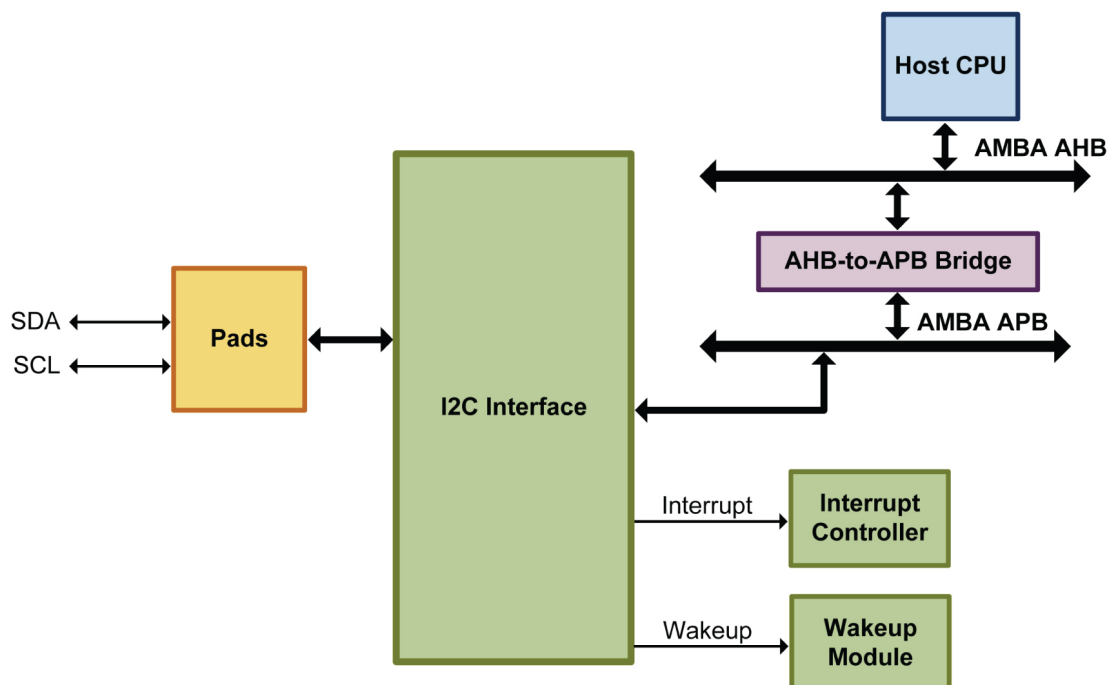 Host CPU
AMBA AHB
AHB-to-APB Bridge
AMBA APB
SDA
SCL
Pads
I2C Interface
Interrupt
Interrupt
Controller
Wakeup
Wakeup
Module